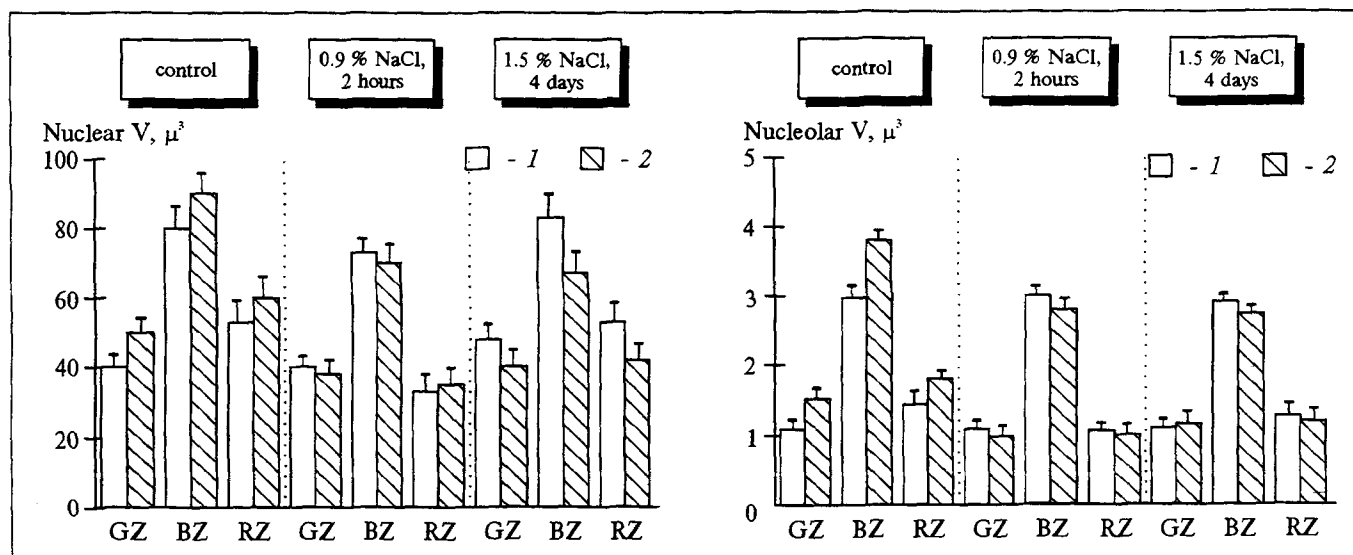 control
0.9 % NaCl,
2 hours
1.5 % NaCl,
4 days
Nuclear V, μ³
- 1 - 2
100
80
60
40
20
0
GZ BZ RZ GZ BZ RZ GZ BZ RZ
control
0.9 % NaCl,
2 hours
1.5 % NaCl,
4 days
Nucleolar V, μ³
- 1 - 2
5
4
3
2
1
0
GZ BZ RZ GZ BZ RZ GZ BZ RZ